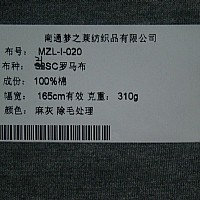 南通梦之莱纺织品有限公司
布号: MZL-I-020
布种: 32SC罗马布
成份: 100%棉
幅宽: 165cm有效 克重: 310g
颜色: 麻灰 除毛处理